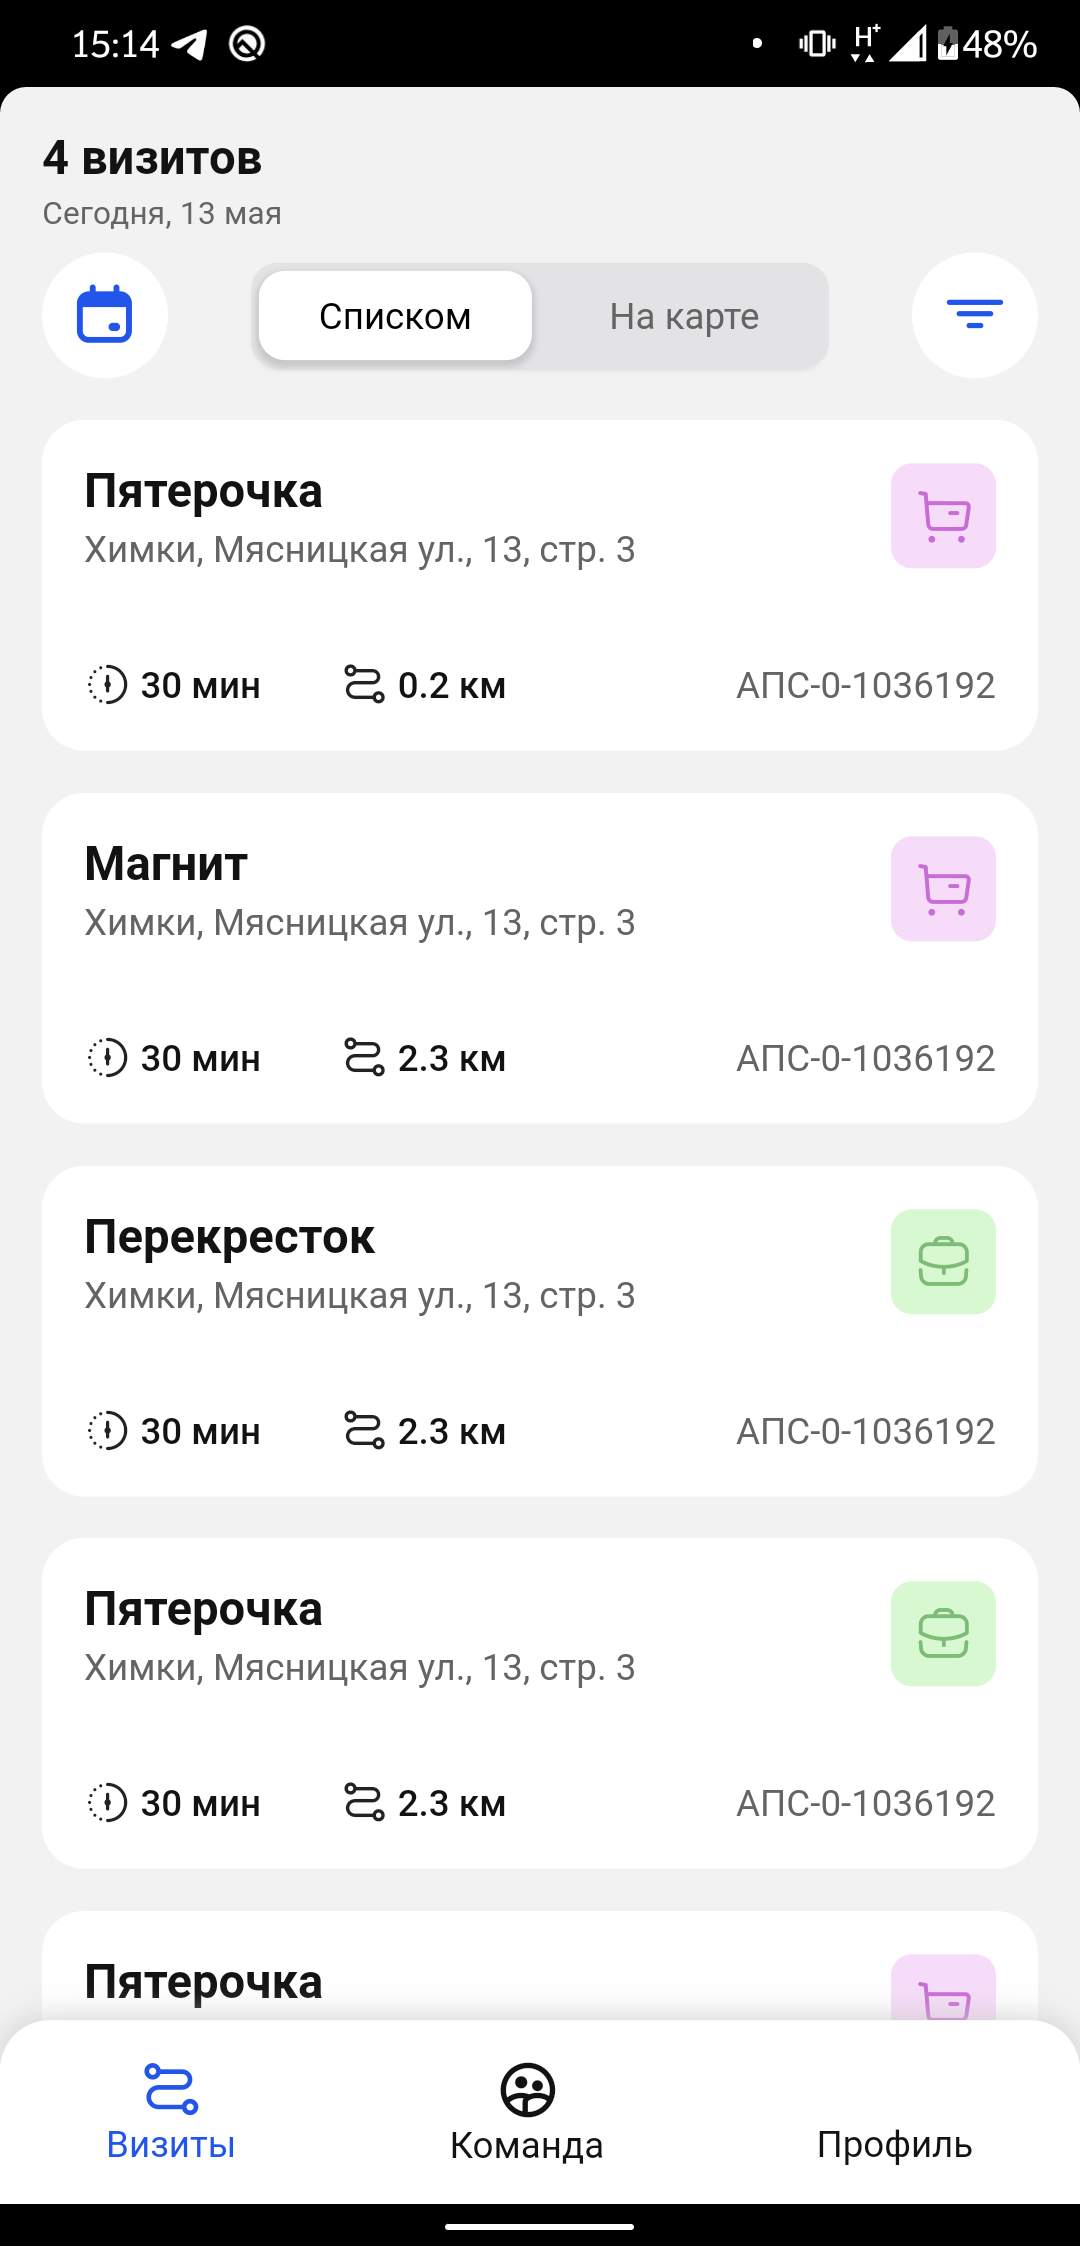 15:14 H+ 48%
4 визитов
Сегодня, 13 мая
Списком На карте
Пятерочка
Химки, Мясницкая ул., 13, стр. 3
30 мин 0.2 км АПС-0-1036192
Магнит
Химки, Мясницкая ул., 13, стр. 3
30 мин 2.3 км АПС-0-1036192
Перекресток
Химки, Мясницкая ул., 13, стр. 3
30 мин 2.3 км АПС-0-1036192
Пятерочка
Химки, Мясницкая ул., 13, стр. 3
30 мин 2.3 км АПС-0-1036192
Пятерочка
Визиты Команда Профиль